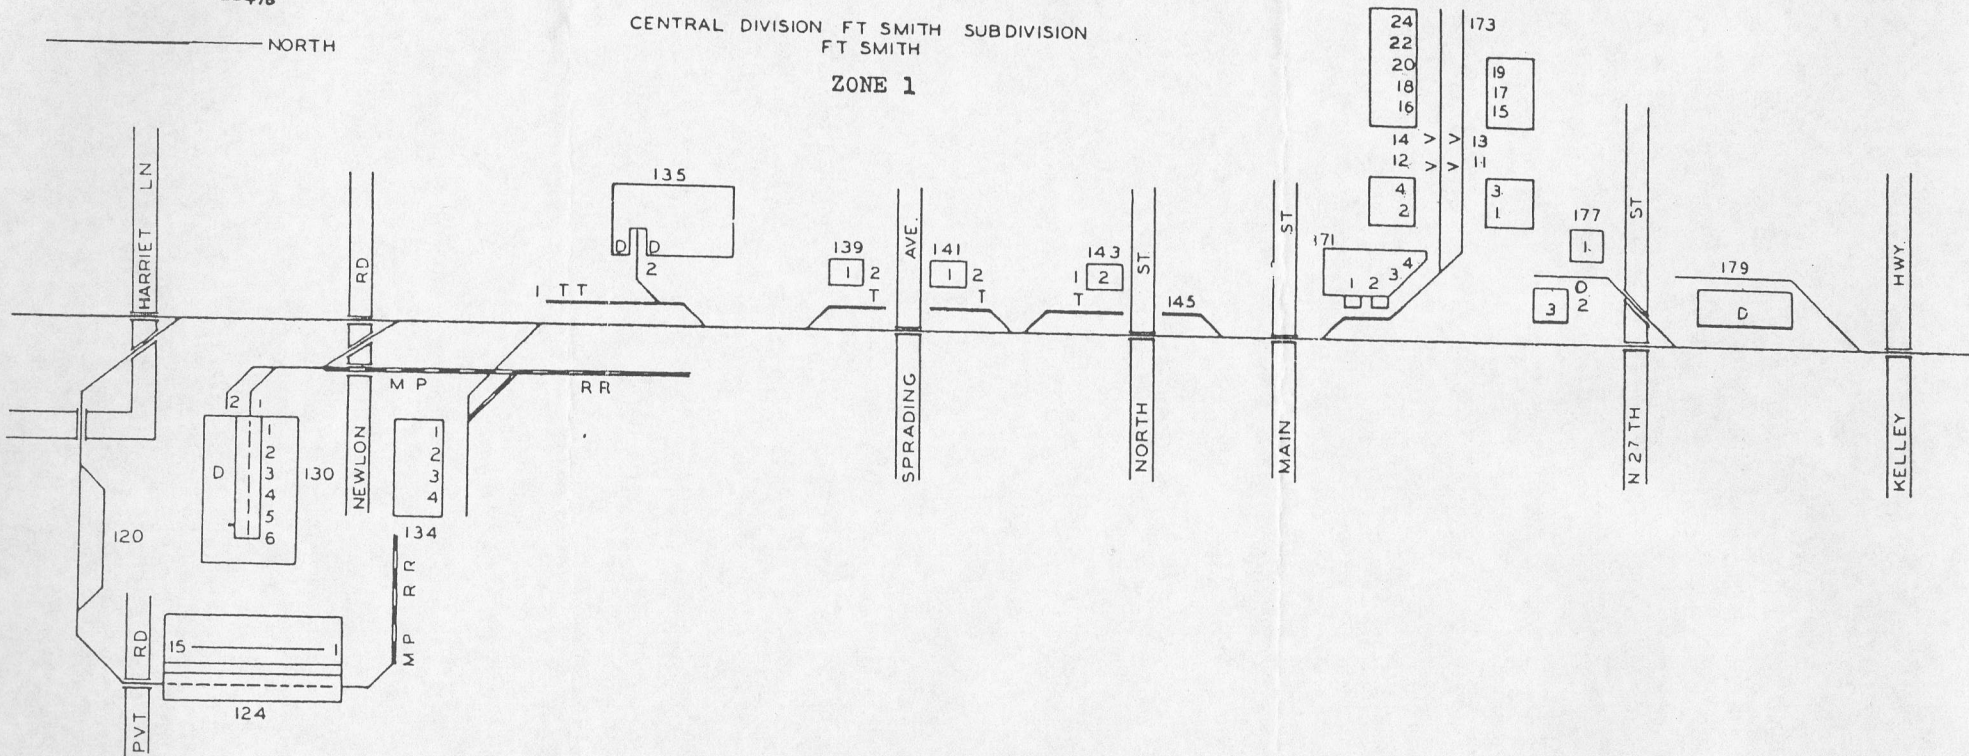 NORTH
CENTRAL DIVISION FT SMITH SUBDIVISION
FT SMITH
ZONE 1
24
22
20
18
16
14 V V 13
12 V V 11
4
2
173
19
17
15
3
1
HARRIET LN
RD
135
D D
2
1 T T
139
1 2
T
AVE.
141
1 2
T
143
1 2
T
ST.
145
ST
171
1 2 3 4
177
1
D
3 2
ST
179
D
HWY.
M P R R
2 1
D
1
2
3
4
5
6
130
NEWLON
1
2
3
4
134
SPRADING
NORTH
MAIN
N 27 TH
KELLEY
120
M P R R
RD
15 1
124
PVT